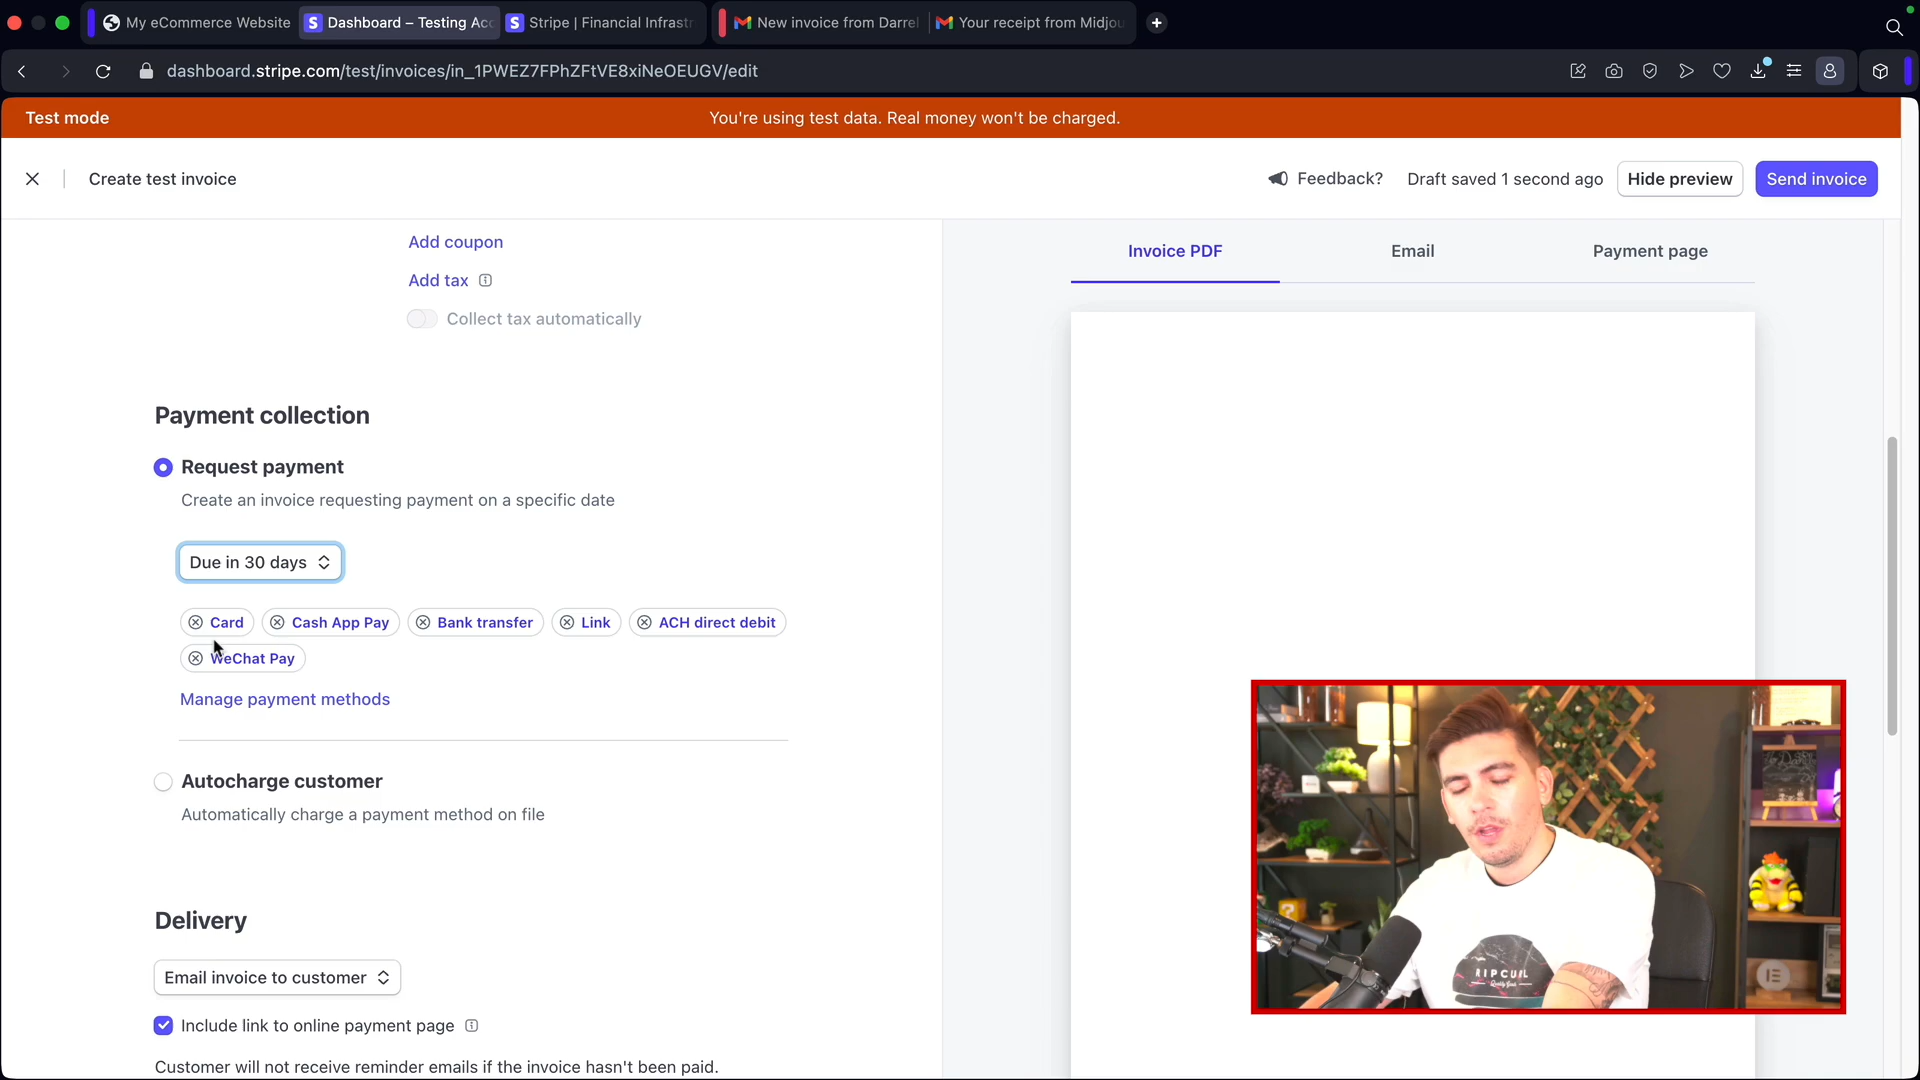 My eCommerce Website
Dashboard – Testing Acc
Stripe | Financial Infrastr
New invoice from Darrel
Your receipt from Midjou
dashboard.stripe.com/test/invoices/in_1PWEZ7FPhZFtVE8xiNeOEUGV/edit
Test mode
You're using test data. Real money won't be charged.
Create test invoice
Feedback?
Draft saved 1 second ago
Hide preview
Send invoice
Add coupon
Add tax
Collect tax automatically
Invoice PDF
Email
Payment page
Payment collection
Request payment
Create an invoice requesting payment on a specific date
Due in 30 days
Card
Cash App Pay
Bank transfer
Link
ACH direct debit
WeChat Pay
Manage payment methods
Autocharge customer
Automatically charge a payment method on file
Delivery
Email invoice to customer
Include link to online payment page
Customer will not receive reminder emails if the invoice hasn't been paid.
RIPCURL